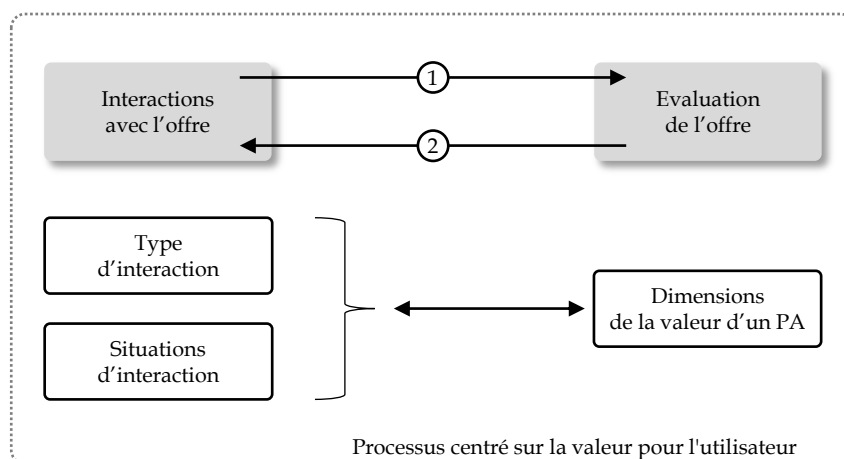 Interactions
avec l'offre
1
Evaluation
de l'offre
2
Type
d'interaction
Situations
d'interaction
Dimensions
de la valeur d'un PA
Processus centré sur la valeur pour l'utilisateur